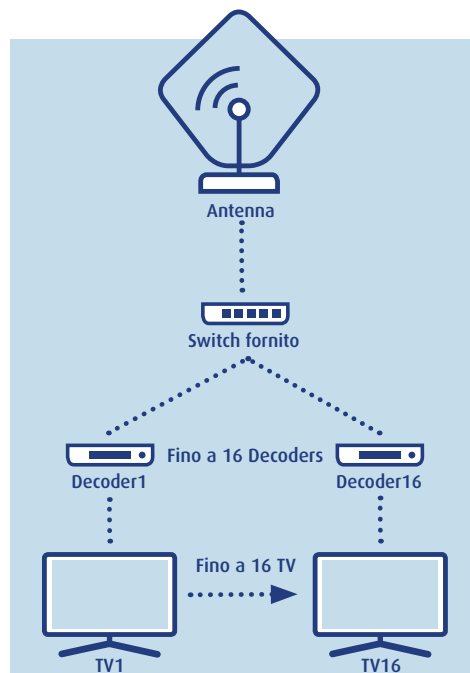 Antenna
Switch fornito
Fino a 16 Decoders
Decoder1
Decoder16
Fino a 16 TV
TV1
TV16